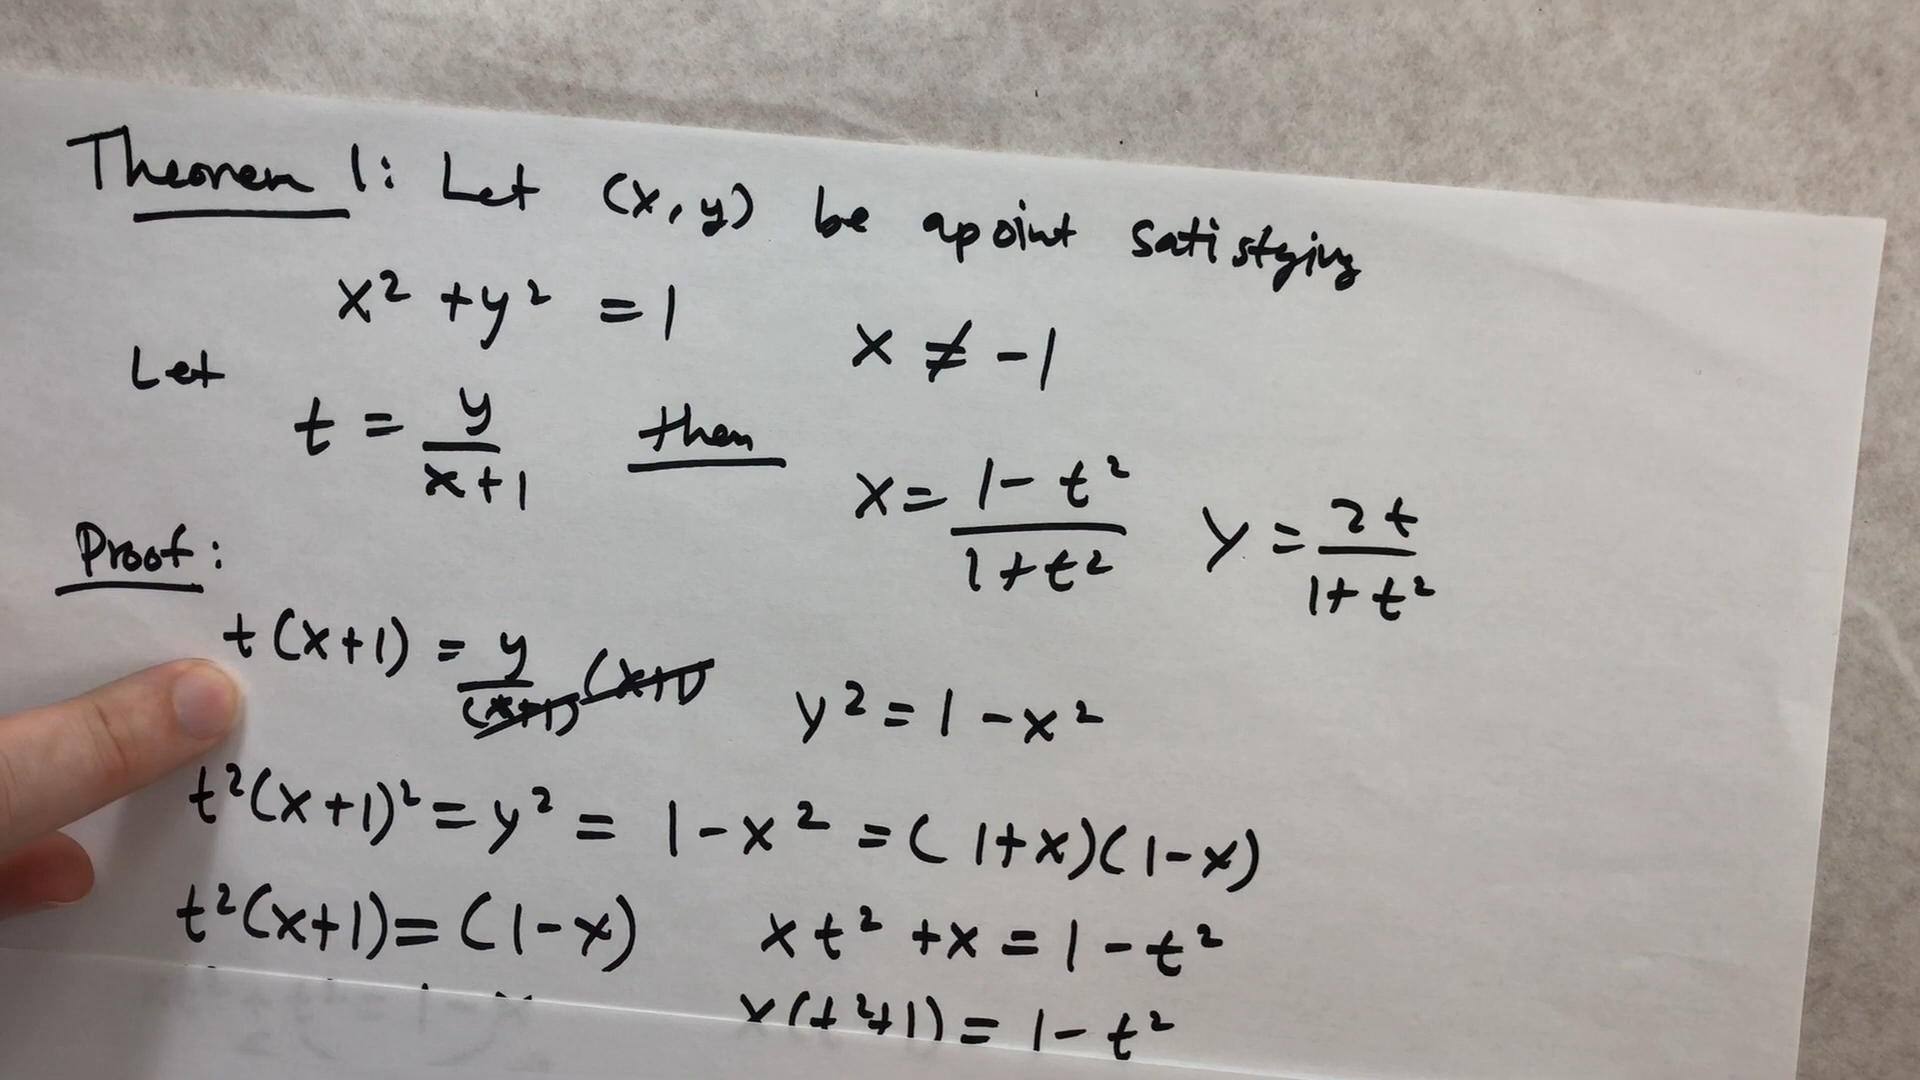 Theorem 1: Let (x, y) be a point satisfying
x² + y² = 1 x ≠ -1
Let t = y/(x+1) then x = (1 - t²)/(1 + t²) y = 2t/(1 + t²)
Proof:
t(x+1) = y/(x+1) (x+1) y² = 1 - x²
t²(x+1)² = y² = 1 - x² = (1+x)(1-x)
t²(x+1) = (1-x) xt² + x = 1 - t²
x(t²+1) = 1 - t²